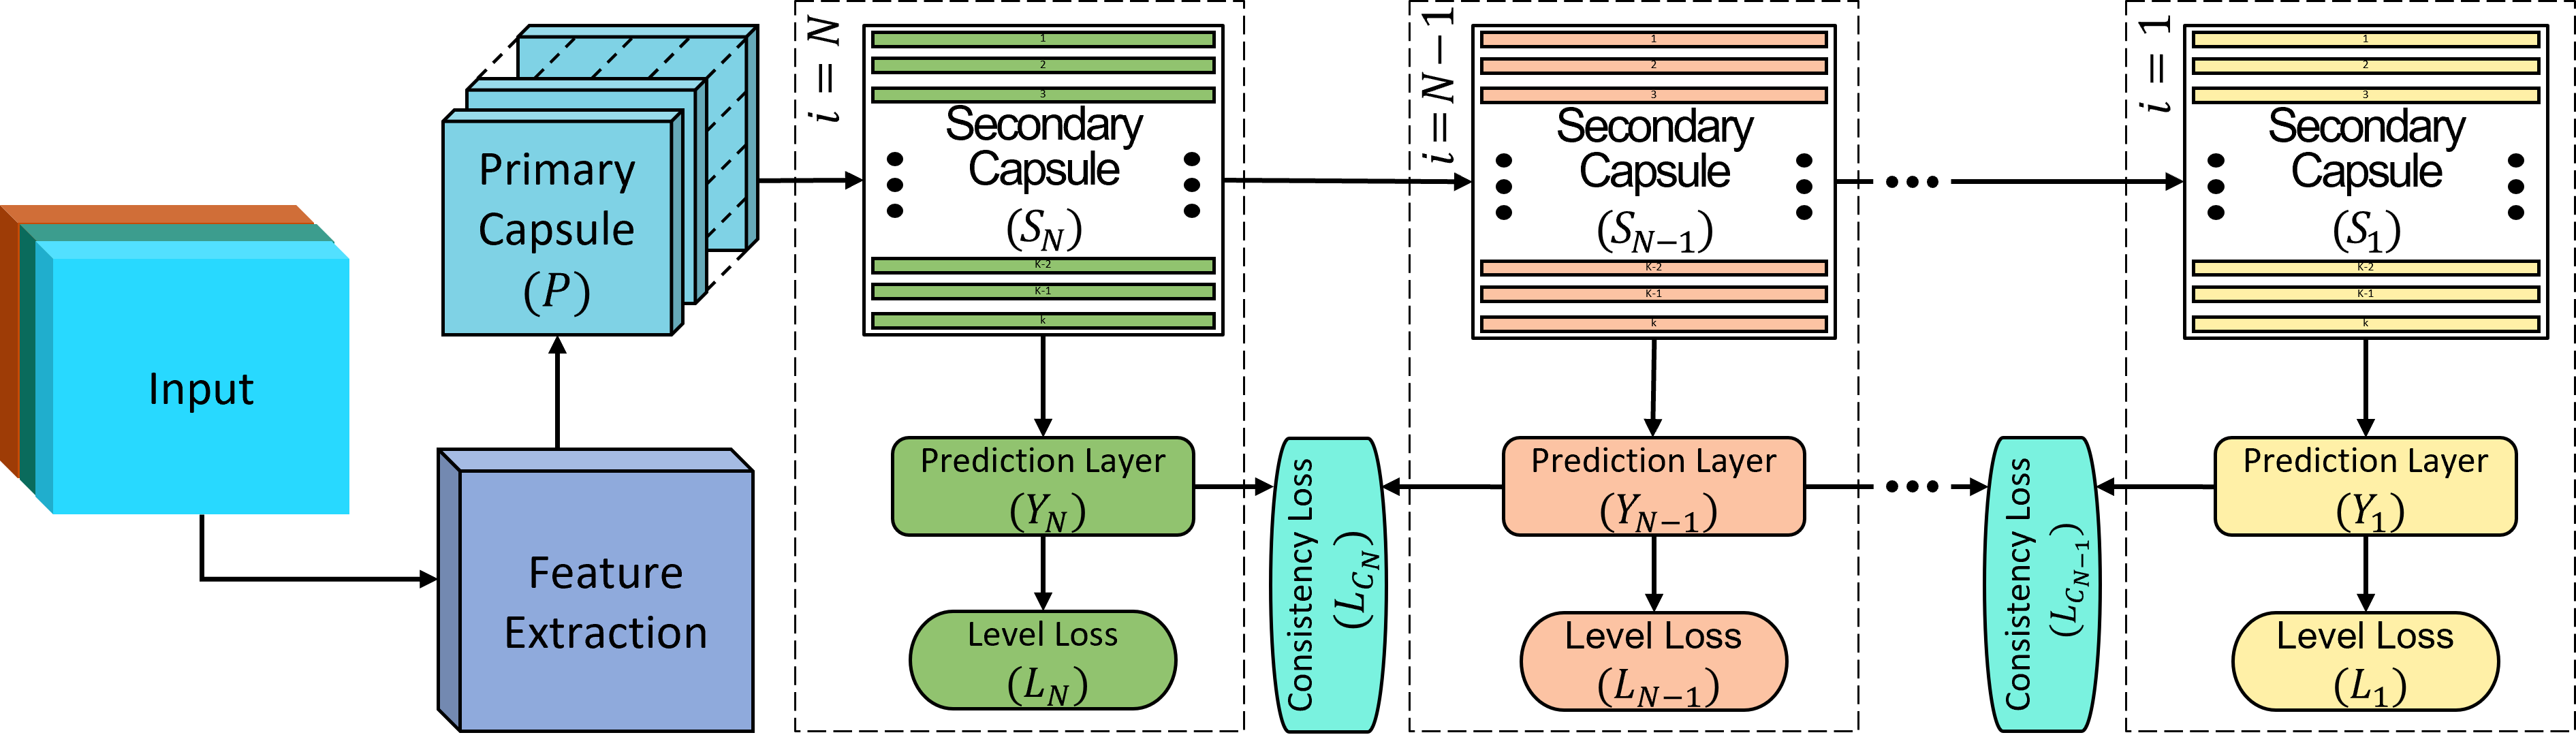 Input
Feature
Extraction
Primary
Capsule
(P)
i = N
1
2
3
Secondary
Capsule
(S_N)
K-2
K-1
k
Prediction Layer
(Y_N)
Level Loss
(L_N)
Consistency Loss
(L_{C_N})
i = N−1
1
2
3
Secondary
Capsule
(S_{N−1})
K-2
K-1
k
Prediction Layer
(Y_{N−1})
Level Loss
(L_{N−1})
Consistency Loss
(L_{C_{N−1}})
i = 1
1
2
3
Secondary
Capsule
(S_1)
K-2
K-1
k
Prediction Layer
(Y_1)
Level Loss
(L_1)